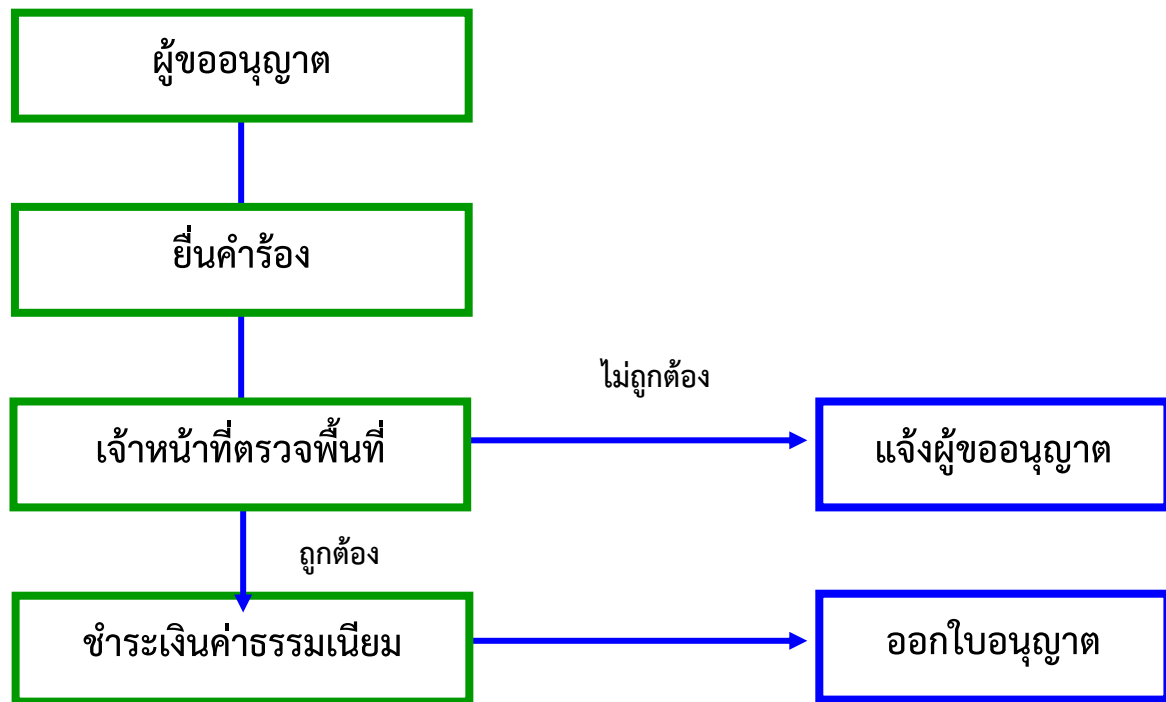 ผู้ขออนุญาต
ยื่นคำร้อง
ไม่ถูกต้อง
เจ้าหน้าที่ตรวจพื้นที่
แจ้งผู้ขออนุญาต
ถูกต้อง
ชำระเงินค่าธรรมเนียม
ออกใบอนุญาต